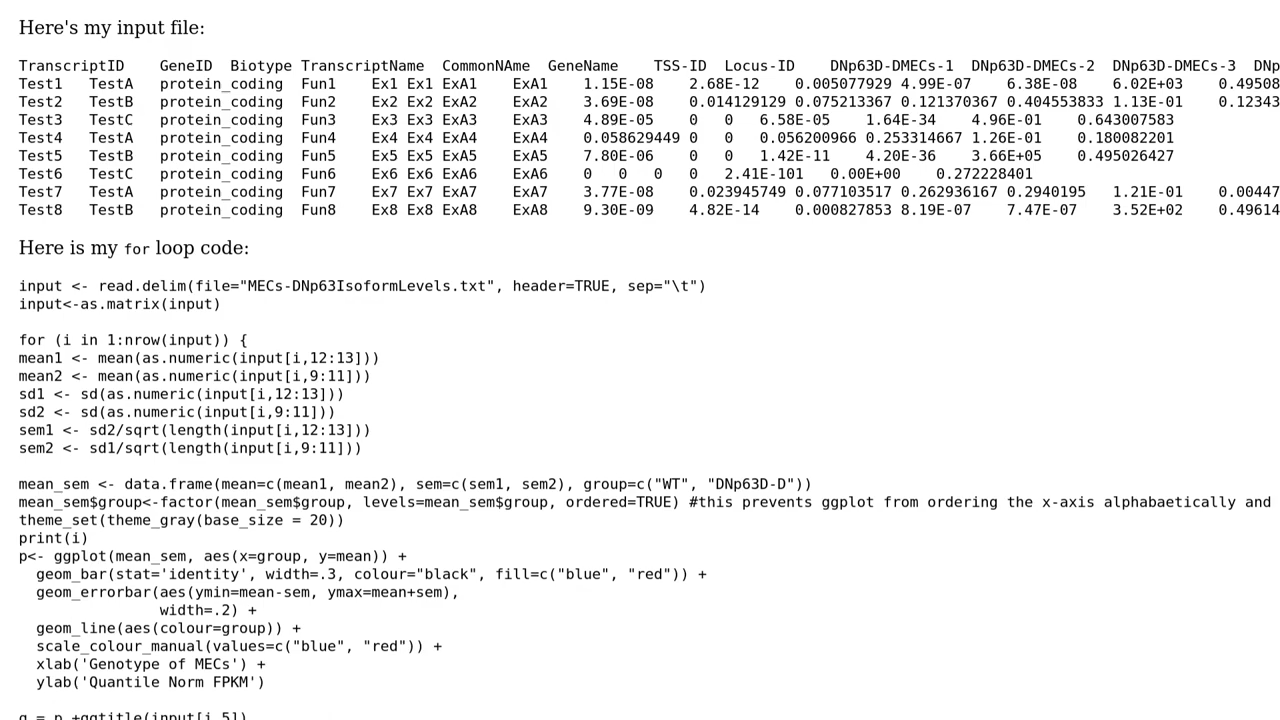 Here's my input file:
TranscriptID    GeneID  Biotype TranscriptName  CommonNAme  GeneName    TSS-ID  Locus-ID    DNp63D-DMECs-1  DNp63D-DMECs-2  DNp63D-DMECs-3  DNp
Test1   TestA   protein_coding  Fun1    Ex1 Ex1 ExA1    ExA1    1.15E-08    2.68E-12    0.005077929 4.99E-07    6.38E-08    6.02E+03    0.49508
Test2   TestB   protein_coding  Fun2    Ex2 Ex2 ExA2    ExA2    3.69E-08    0.014129129 0.075213367 0.121370367 0.404553833 1.13E-01    0.12343
Test3   TestC   protein_coding  Fun3    Ex3 Ex3 ExA3    ExA3    4.89E-05    0   0   6.58E-05    1.64E-34    4.96E-01    0.643007583
Test4   TestA   protein_coding  Fun4    Ex4 Ex4 ExA4    ExA4    0.058629449 0   0   0.056200966 0.253314667 1.26E-01    0.180082201
Test5   TestB   protein_coding  Fun5    Ex5 Ex5 ExA5    ExA5    7.80E-06    0   0   1.42E-11    4.20E-36    3.66E+05    0.495026427
Test6   TestC   protein_coding  Fun6    Ex6 Ex6 ExA6    ExA6    0   0   0   0   2.41E-101   0.00E+00    0.272228401
Test7   TestA   protein_coding  Fun7    Ex7 Ex7 ExA7    ExA7    3.77E-08    0.023945749 0.077103517 0.262936167 0.2940195   1.21E-01    0.00447
Test8   TestB   protein_coding  Fun8    Ex8 Ex8 ExA8    ExA8    9.30E-09    4.82E-14    0.000827853 8.19E-07    7.47E-07    3.52E+02    0.49614
Here is my for loop code:
input <- read.delim(file="MECs-DNp63IsoformLevels.txt", header=TRUE, sep="\t")
input<-as.matrix(input)
for (i in 1:nrow(input)) {
mean1 <- mean(as.numeric(input[i,12:13]))
mean2 <- mean(as.numeric(input[i,9:11]))
sd1 <- sd(as.numeric(input[i,12:13]))
sd2 <- sd(as.numeric(input[i,9:11]))
sem1 <- sd2/sqrt(length(input[i,12:13]))
sem2 <- sd1/sqrt(length(input[i,9:11]))
mean_sem <- data.frame(mean=c(mean1, mean2), sem=c(sem1, sem2), group=c("WT", "DNp63D-D"))
mean_sem$group<-factor(mean_sem$group, levels=mean_sem$group, ordered=TRUE) #this prevents ggplot from ordering the x-axis alphabaetically and
theme_set(theme_gray(base_size = 20))
print(i)
p<- ggplot(mean_sem, aes(x=group, y=mean)) +
  geom_bar(stat='identity', width=.3, colour="black", fill=c("blue", "red")) +
  geom_errorbar(aes(ymin=mean-sem, ymax=mean+sem),
                width=.2) +
  geom_line(aes(colour=group)) +
  scale_colour_manual(values=c("blue", "red")) +
  xlab('Genotype of MECs') +
  ylab('Quantile Norm FPKM')
q = p +ggtitle(input[i,5])